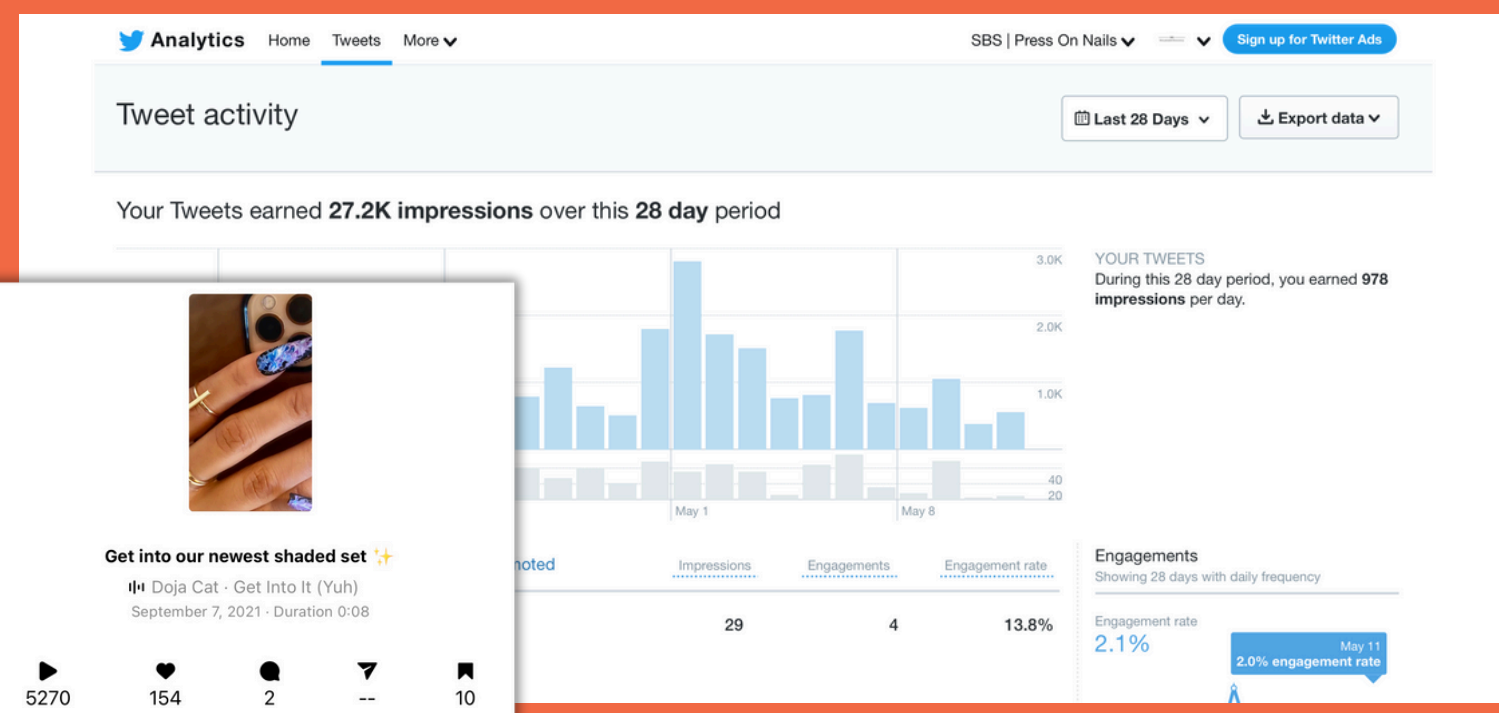 Analytics Home Tweets More
SBS | Press On Nails
Sign up for Twitter Ads
Tweet activity
Last 28 Days
Export data
Your Tweets earned 27.2K impressions over this 28 day period
3.0K
2.0K
1.0K
40
20
May 1
May 8
YOUR TWEETS
During this 28 day period, you earned 978
impressions per day.
Impressions Engagements Engagement rate
29 4 13.8%
Engagements
Showing 28 days with daily frequency
Engagement rate
2.1%
May 11
2.0% engagement rate
Get into our newest shaded set ✨
Doja Cat · Get Into It (Yuh)
September 7, 2021 · Duration 0:08
5270 154 2 -- 10